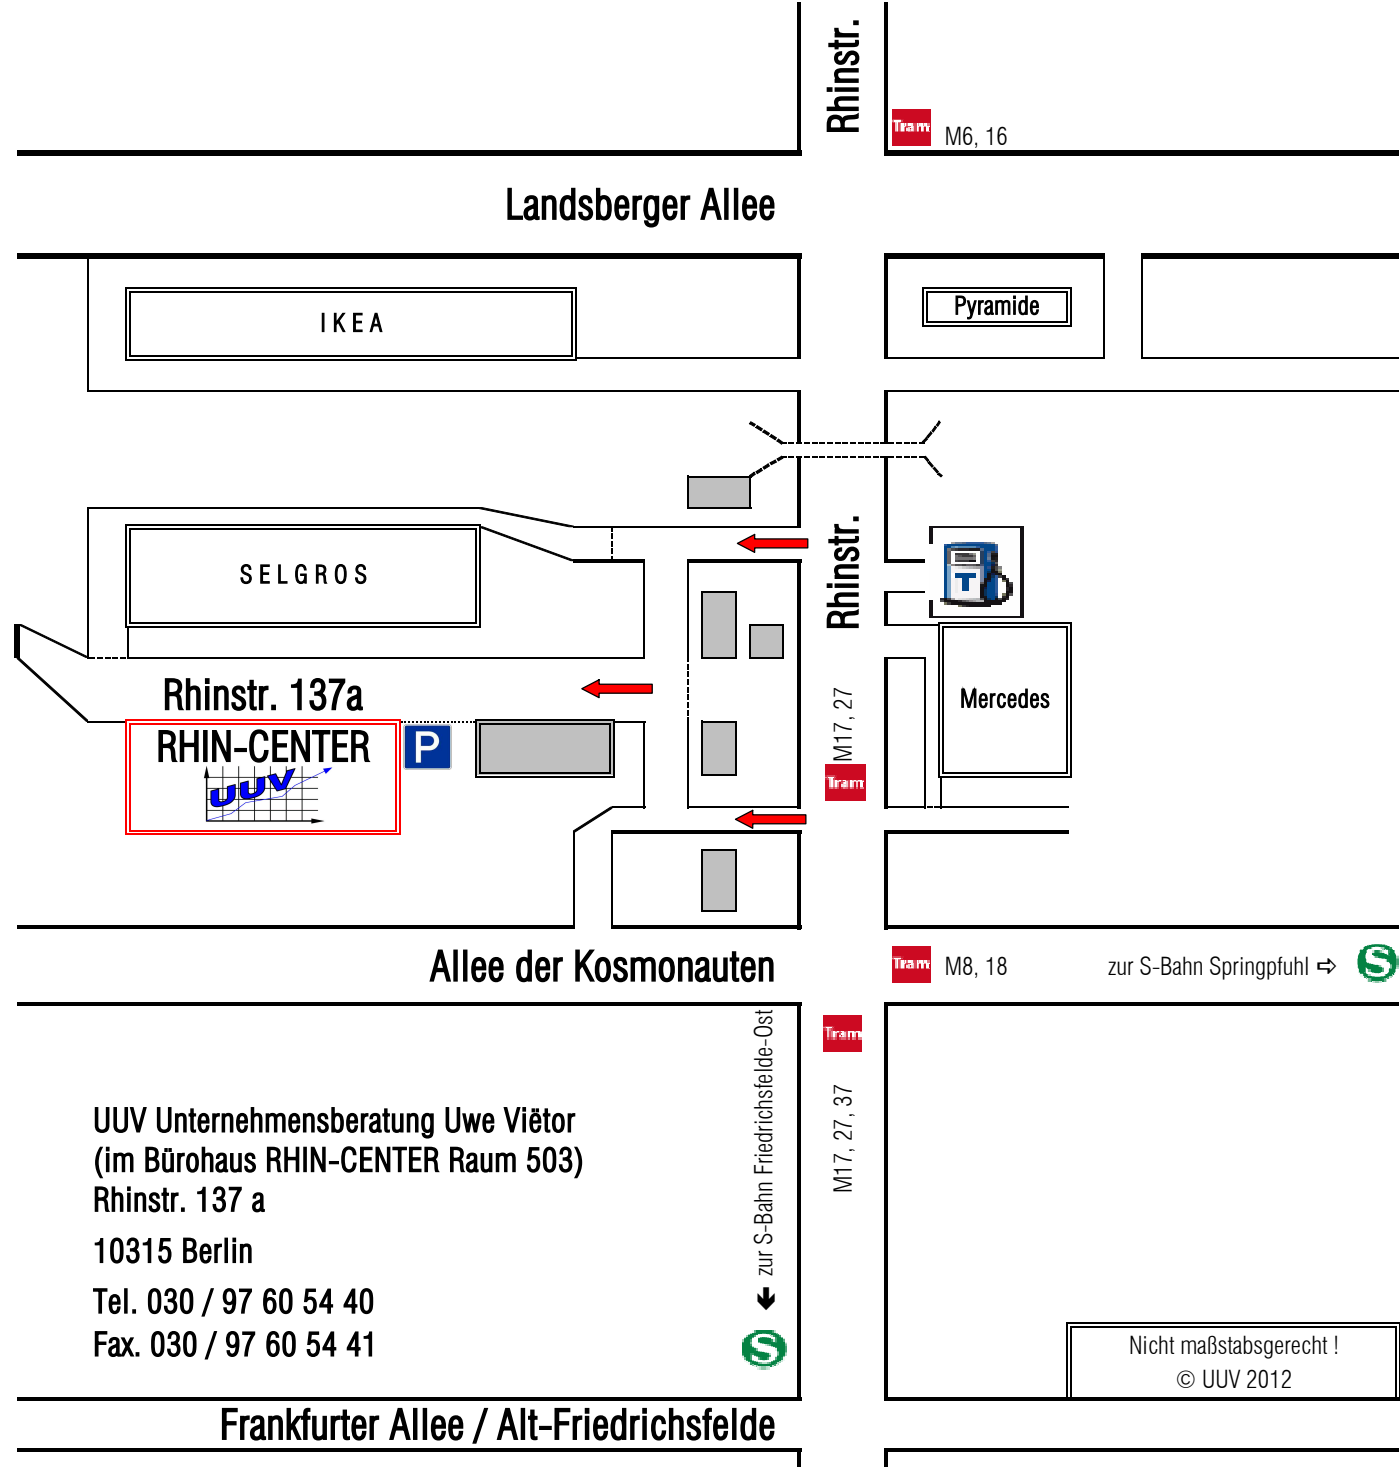 Rhinstr.
Tram M6, 16
Landsberger Allee
IKEA
Pyramide
SELGROS
Rhinstr.
T
Rhinstr. 137a
RHIN-CENTER
P
UUV
Mercedes
M17, 27
Tram
Allee der Kosmonauten
Tram M8, 18
zur S-Bahn Springpfuhl ⇨ S
Tram
M17, 27, 37
🡸 zur S-Bahn Friedrichsfelde-Ost
S
UUV Unternehmensberatung Uwe Viëtor
(im Bürohaus RHIN-CENTER Raum 503)
Rhinstr. 137 a
10315 Berlin
Tel. 030 / 97 60 54 40
Fax. 030 / 97 60 54 41
Nicht maßstabsgerecht !
© UUV 2012
Frankfurter Allee / Alt-Friedrichsfelde